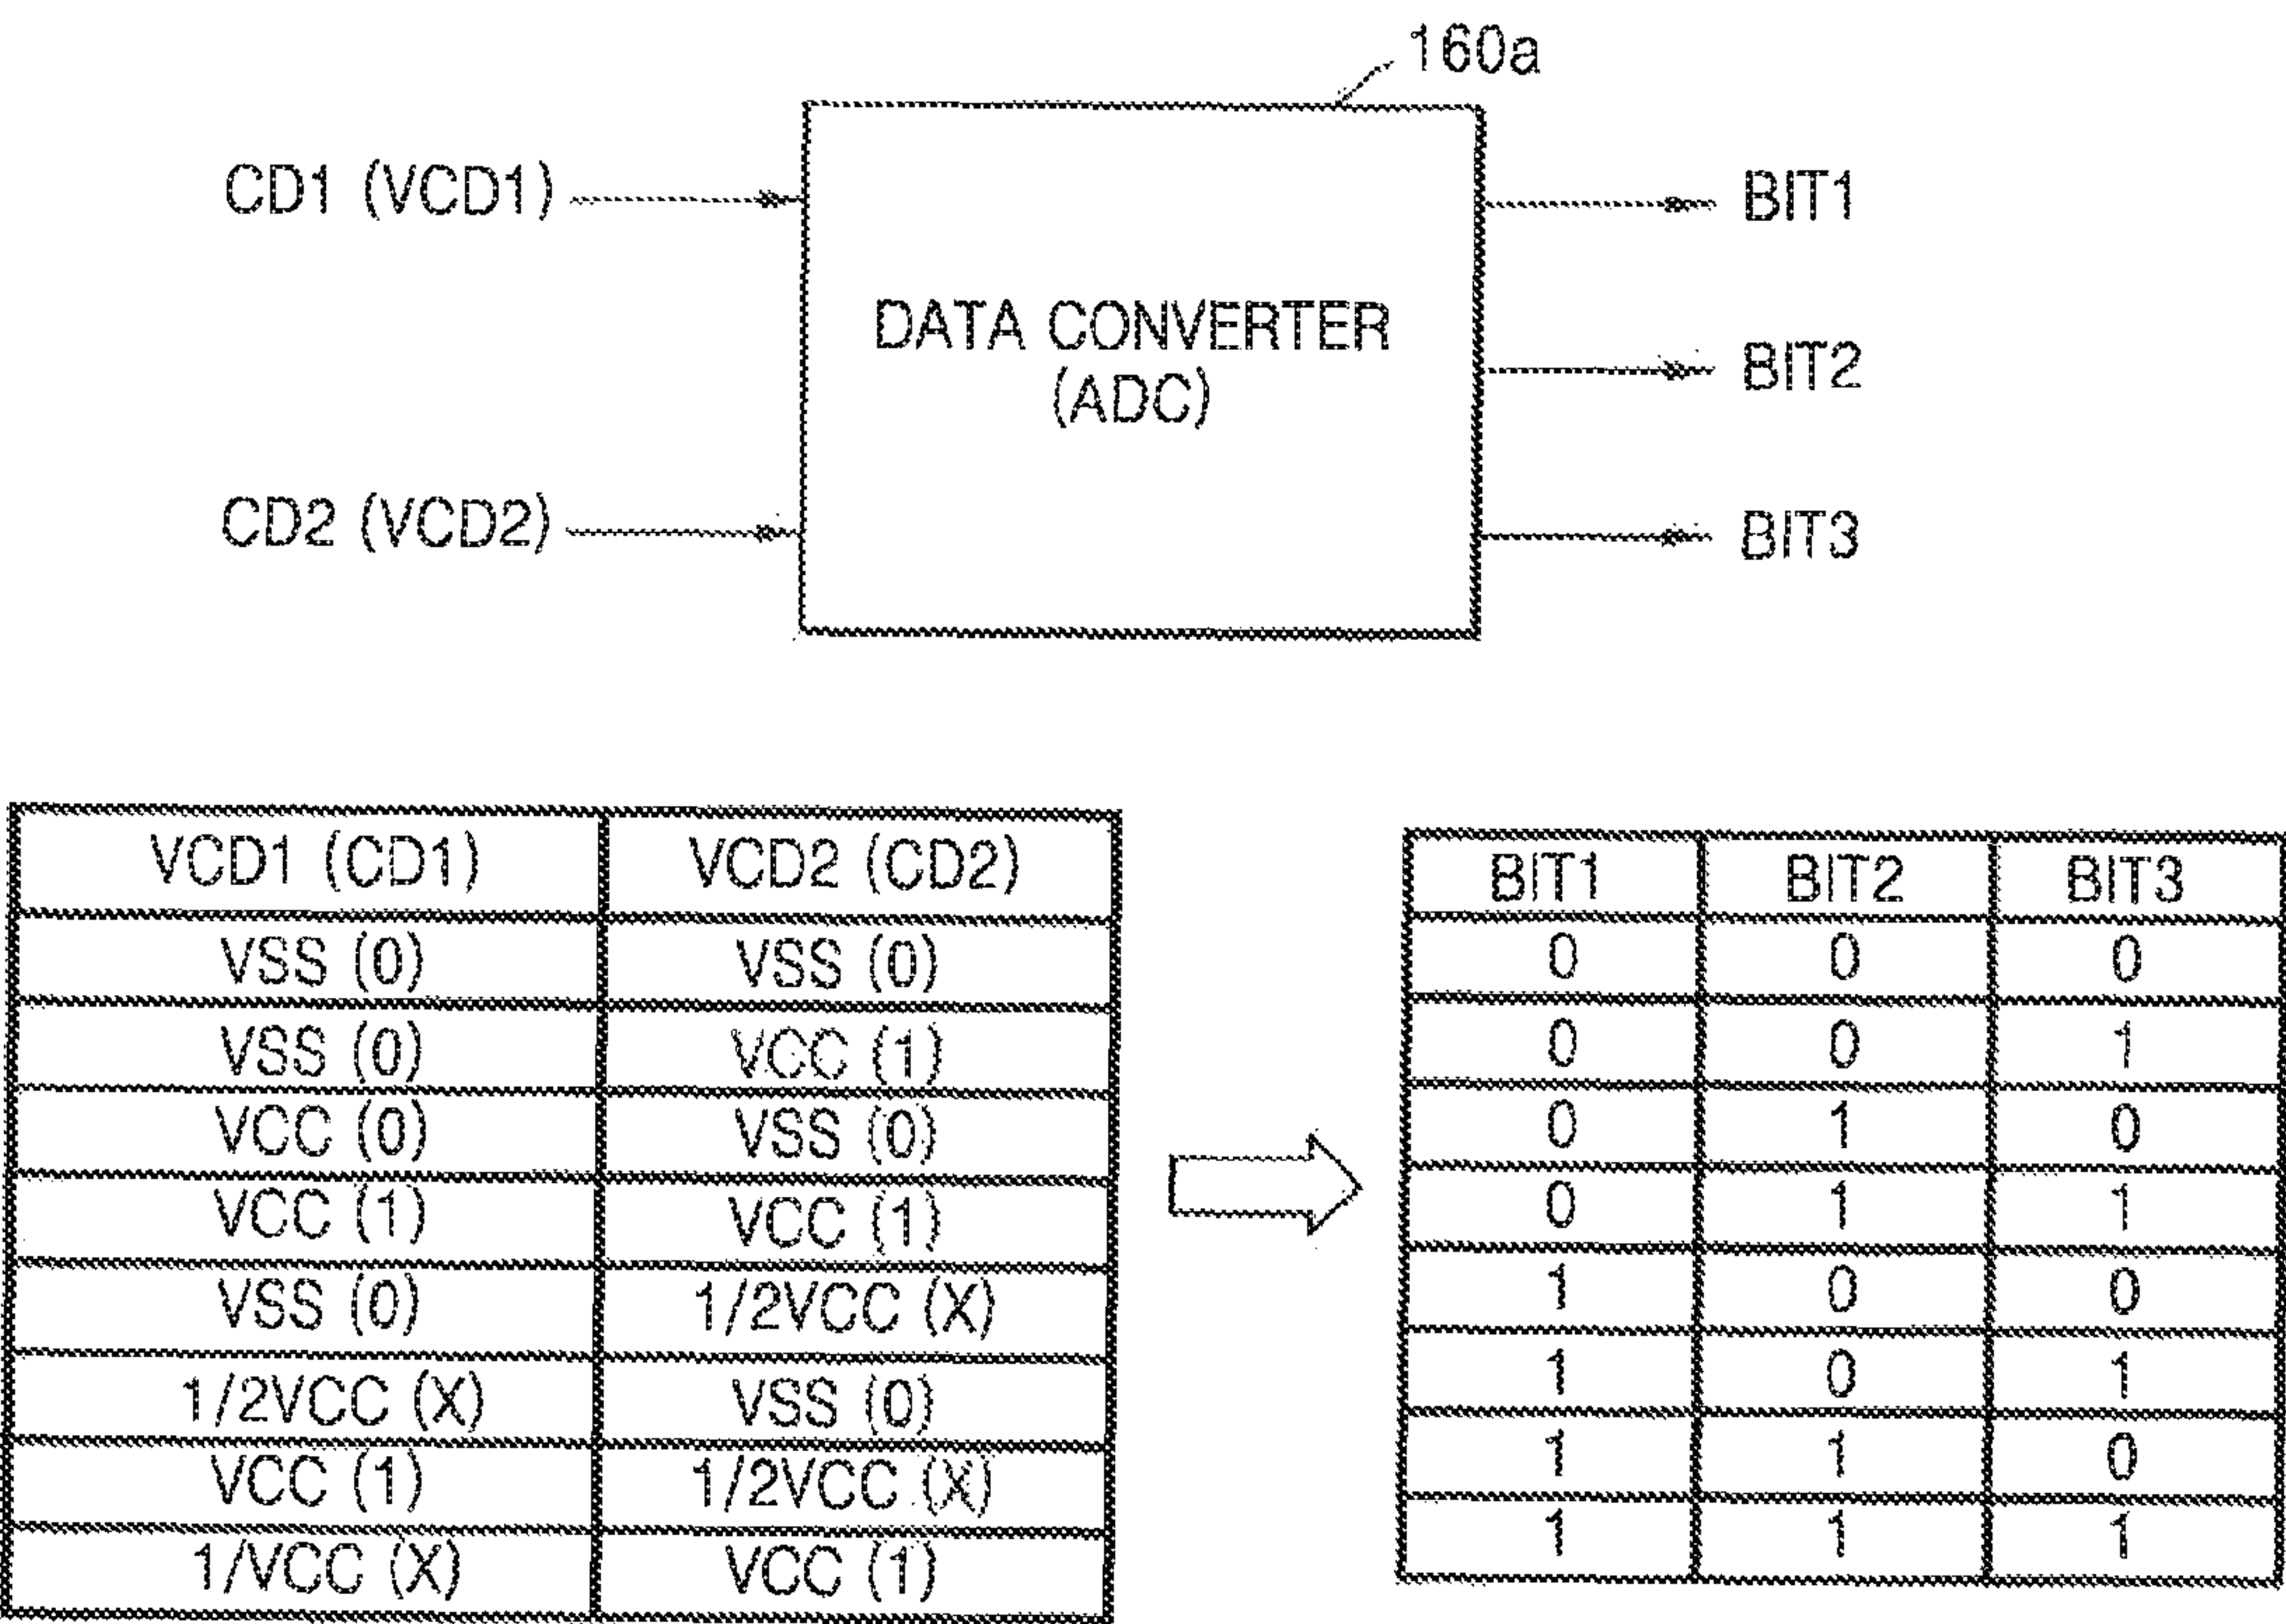 160a
CD1 (VCD1)
BIT1
DATA CONVERTER
(ADC)
BIT2
CD2 (VCD2)
BIT3
VCD1 (CD1) VCD2 (CD2)
VSS (0) VSS (0)
VSS (0) VCC (1)
VCC (0) VSS (0)
VCC (1) VCC (1)
VSS (0) 1/2VCC (X)
1/2VCC (X) VSS (0)
VCC (1) 1/2VCC (X)
1/VCC (X) VCC (1)
BIT1 BIT2 BIT3
0 0 0
0 0 1
0 1 0
0 1 1
1 0 0
1 0 1
1 1 0
1 1 1